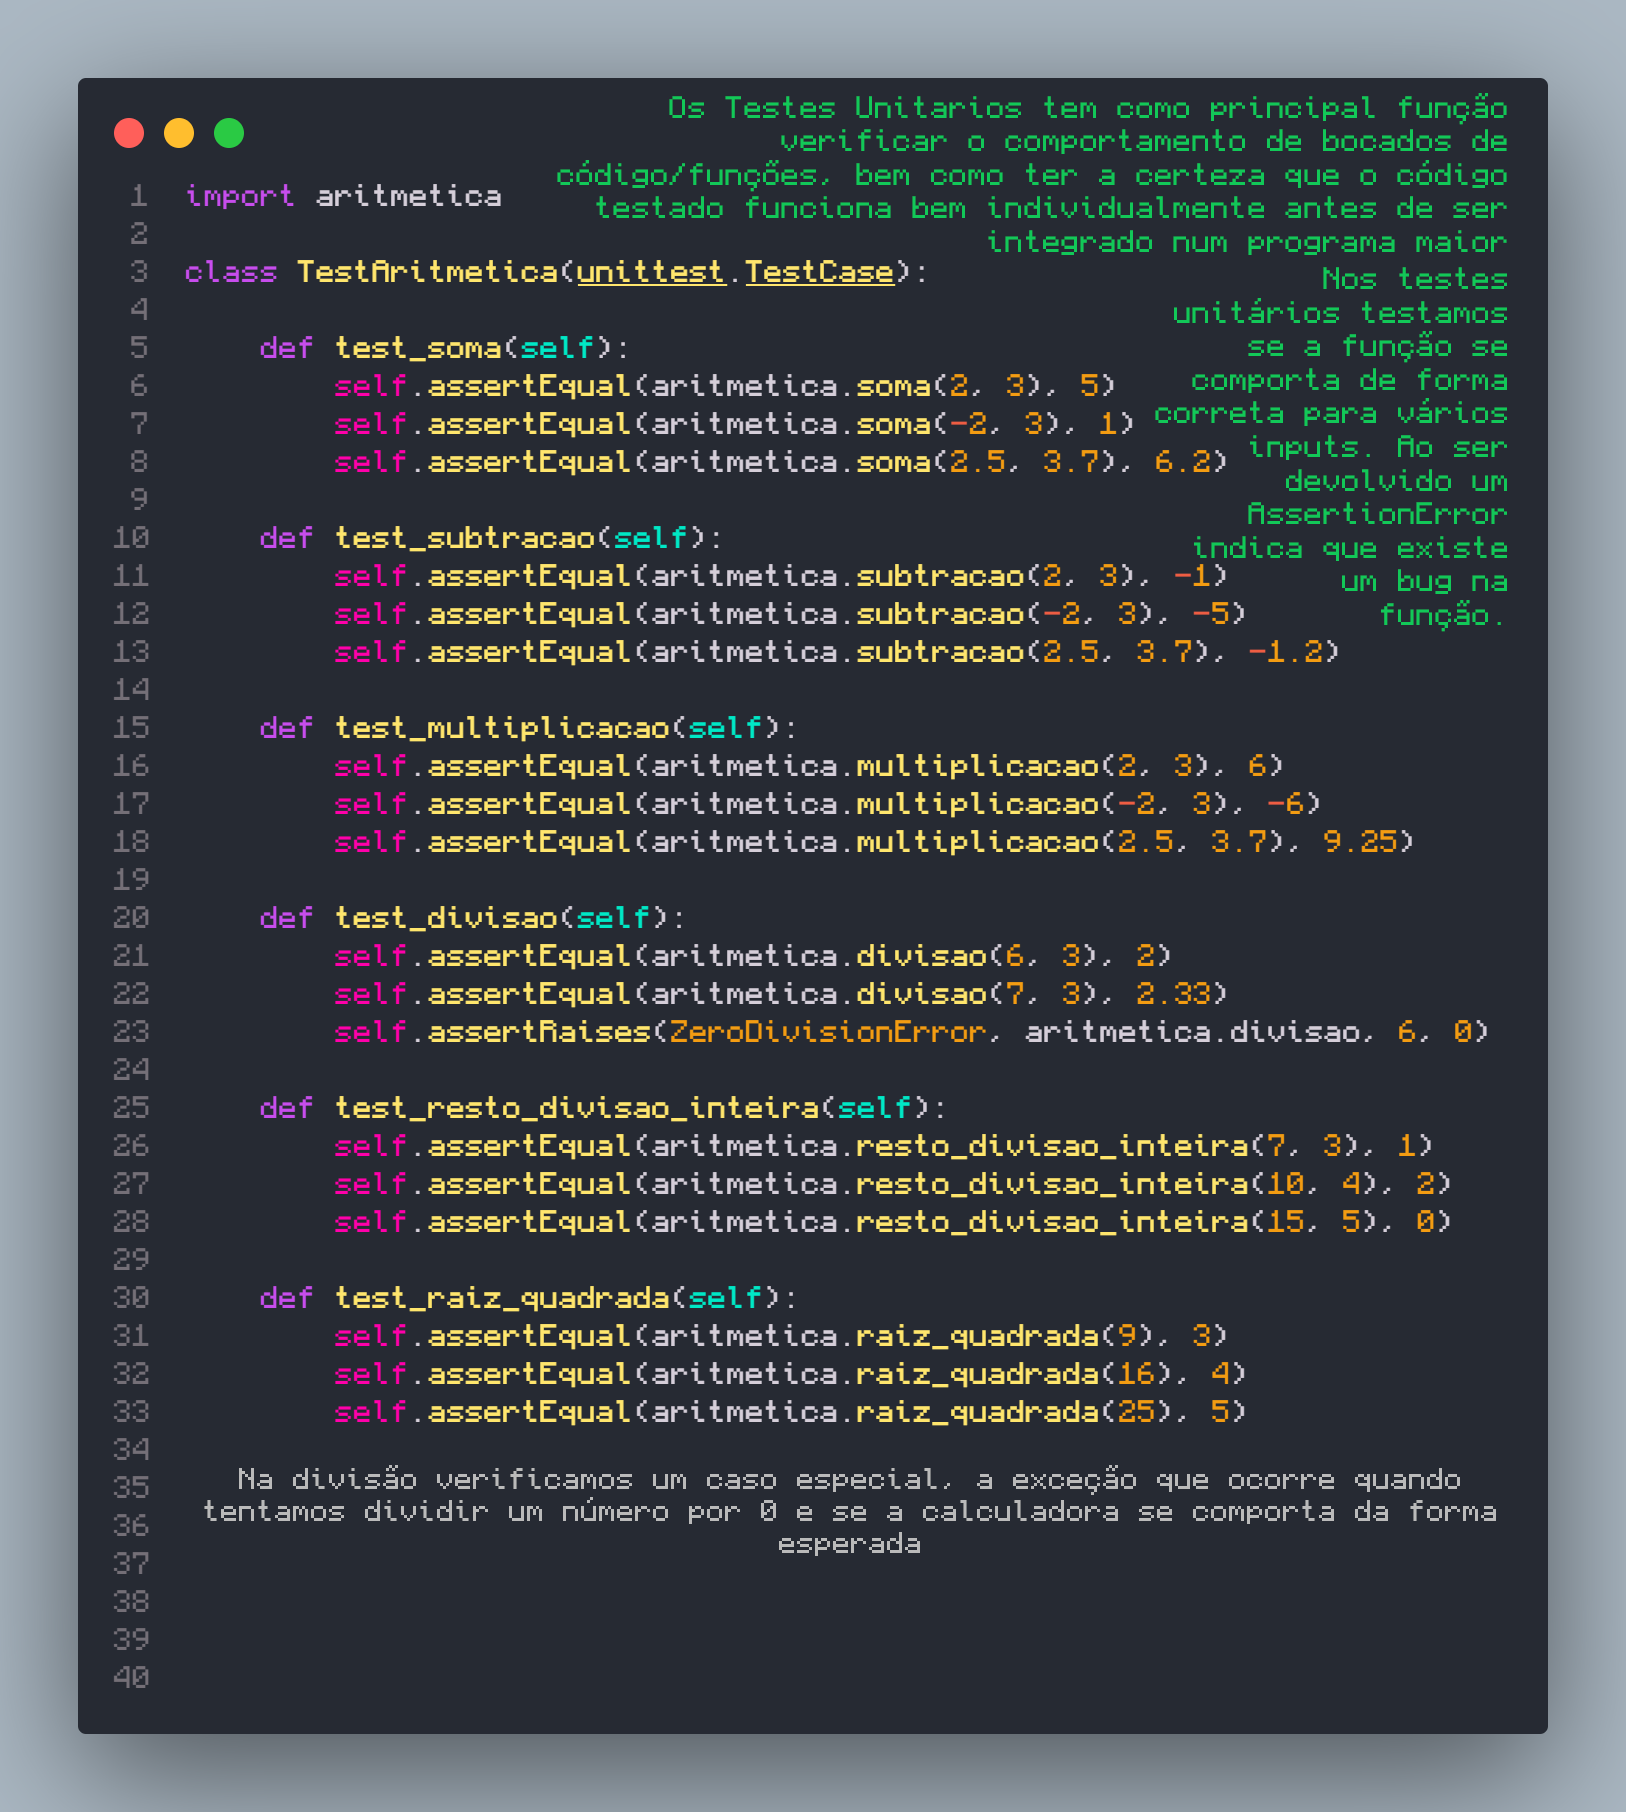 Os Testes Unitarios tem como principal função
verificar o comportamento de bocados de
código/funções, bem como ter a certeza que o código
testado funciona bem individualmente antes de ser
integrado num programa maior
Nos testes
unitários testamos
se a função se
comporta de forma
correta para vários
inputs. Ao ser
devolvido um
AssertionError
indica que existe
um bug na
função.
1 import aritmetica
2
3 class TestAritmetica(unittest.TestCase):
4
5     def test_soma(self):
6         self.assertEqual(aritmetica.soma(2, 3), 5)
7         self.assertEqual(aritmetica.soma(-2, 3), 1)
8         self.assertEqual(aritmetica.soma(2.5, 3.7), 6.2)
9
10     def test_subtracao(self):
11         self.assertEqual(aritmetica.subtracao(2, 3), -1)
12         self.assertEqual(aritmetica.subtracao(-2, 3), -5)
13         self.assertEqual(aritmetica.subtracao(2.5, 3.7), -1.2)
14
15     def test_multiplicacao(self):
16         self.assertEqual(aritmetica.multiplicacao(2, 3), 6)
17         self.assertEqual(aritmetica.multiplicacao(-2, 3), -6)
18         self.assertEqual(aritmetica.multiplicacao(2.5, 3.7), 9.25)
19
20     def test_divisao(self):
21         self.assertEqual(aritmetica.divisao(6, 3), 2)
22         self.assertEqual(aritmetica.divisao(7, 3), 2.33)
23         self.assertRaises(ZeroDivisionError, aritmetica.divisao, 6, 0)
24
25     def test_resto_divisao_inteira(self):
26         self.assertEqual(aritmetica.resto_divisao_inteira(7, 3), 1)
27         self.assertEqual(aritmetica.resto_divisao_inteira(10, 4), 2)
28         self.assertEqual(aritmetica.resto_divisao_inteira(15, 5), 0)
29
30     def test_raiz_quadrada(self):
31         self.assertEqual(aritmetica.raiz_quadrada(9), 3)
32         self.assertEqual(aritmetica.raiz_quadrada(16), 4)
33         self.assertEqual(aritmetica.raiz_quadrada(25), 5)
34
35
36
37
38
39
40
Na divisão verificamos um caso especial, a exceção que ocorre quando
tentamos dividir um número por 0 e se a calculadora se comporta da forma
esperada